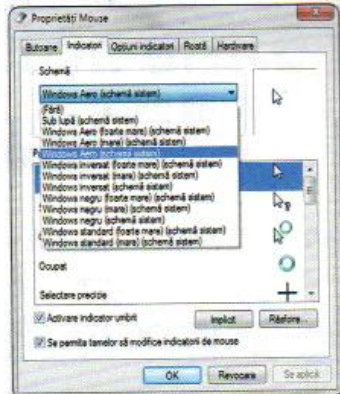 Proprietăți Mouse
Butoane Indicatori Opțiuni indicatori Roată Hardware
Schemă
Windows Aero (schemă sistem)
(Fără)
Sub lupă (schemă sistem)
Windows Aero (foarte mare) (schemă sistem)
Windows Aero (mare) (schemă sistem)
Windows Aero (schemă sistem)
Windows inversat (foarte mare) (schemă sistem)
Windows inversat (mare) (schemă sistem)
Windows inversat (schemă sistem)
Windows negru (foarte mare) (schemă sistem)
Windows negru (mare) (schemă sistem)
Windows negru (schemă sistem)
Windows standard (foarte mare) (schemă sistem)
Windows standard (mare) (schemă sistem)
Ocupat
Selectare precizie
Activare indicator umbrit
Implicit Răsfoire...
Se permite temelor să modifice indicatorii de mouse
OK Revocare Se aplică